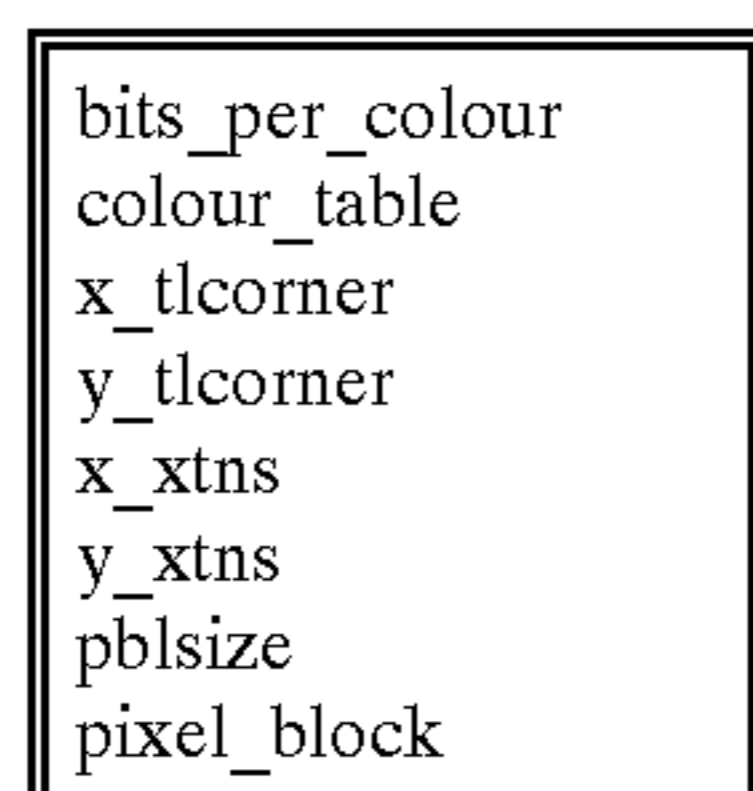 bits_per_colour
colour_table
x_tlcorner
y_tlcorner
x_xtns
y_xtns
pblsize
pixel_block